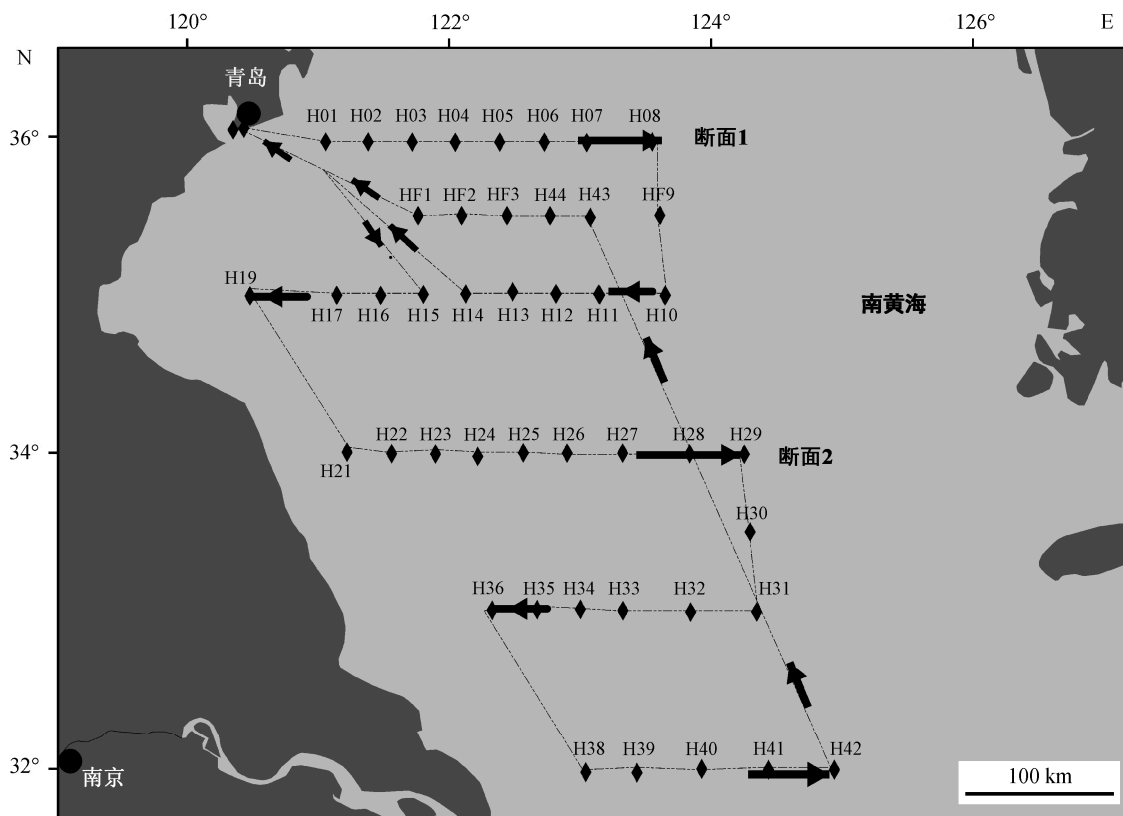 120° 122° 124° 126° E
N
青岛
H01 H02 H03 H04 H05 H06 H07 H08
36°
断面1
HF1 HF2 HF3 H44 H43 HF9
H19
南黄海
H17 H16 H15 H14 H13 H12 H11 H10
H22 H23 H24 H25 H26 H27 H28 H29
34°
断面2
H21
H30
H36 H35 H34 H33 H32 H31
H38 H39 H40 H41 H42
32°
南京
100 km